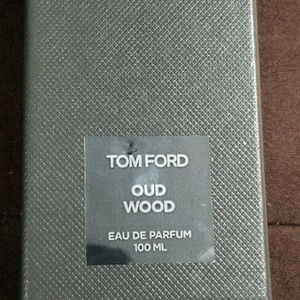 TOM FORD
OUD
WOOD
EAU DE PARFUM
100 ML